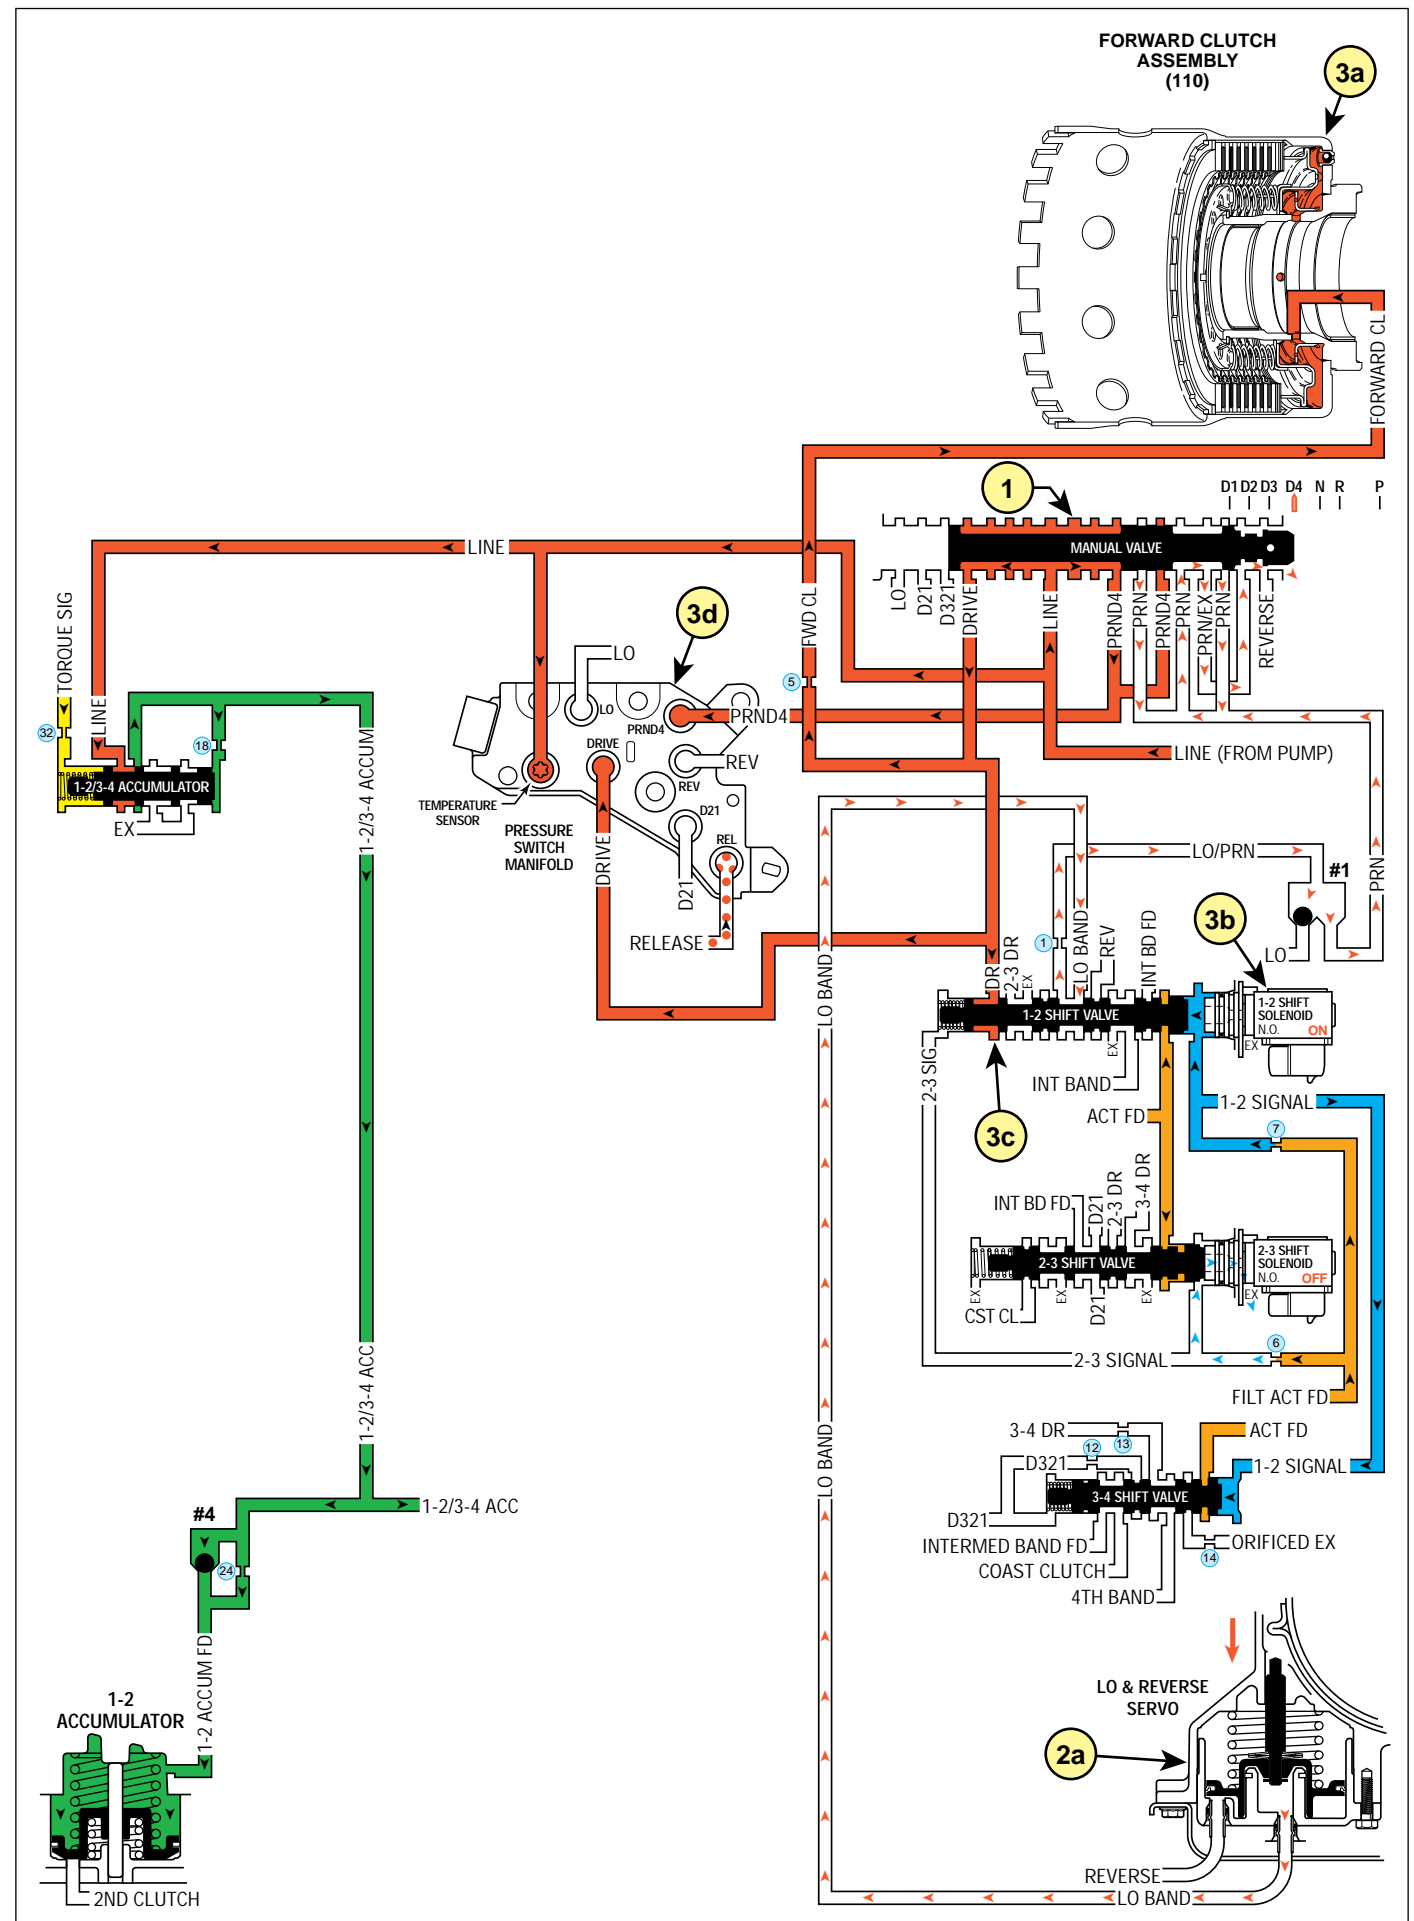 FORWARD CLUTCH
ASSEMBLY
(110)
3a
FORWARD CL
1
D1 D2 D3 D4 N R P
MANUAL VALVE
LINE
LO
D21
D321
DRIVE
LINE
PRND4
PRN
PRND4
PRN
PRN/EX
PRN
REVERSE
TORQUE SIG
LINE
32
18
1-2/3-4 ACCUMULATOR
EX
1-2/3-4 ACCUM
3d
LO
LO
PRND4
PRND4
DRIVE
REV
REV
D21
REL
TEMPERATURE
SENSOR
PRESSURE
SWITCH
MANIFOLD
DRIVE
D21
RELEASE
FWD CL
5
LINE (FROM PUMP)
LO/PRN
#1
PRN
LO
3b
1
LO BAND
LO BAND
REV
INT BD FD
DR
2-3 DR
EX
1-2 SHIFT VALVE
1-2 SHIFT
SOLENOID
N.O. ON
EX
EX
INT BAND
2-3 SIG
3c
ACT FD
1-2 SIGNAL
7
INT BD FD
D21
2-3 DR
3-4 DR
2-3 SHIFT VALVE
2-3 SHIFT
SOLENOID
N.O. OFF
EX
EX
EX
EX
CST CL
D21
2-3 SIGNAL
6
FILT ACT FD
1-2/3-4 ACC
1-2/3-4 ACC
3-4 DR
13
12
D321
ACT FD
1-2 SIGNAL
3-4 SHIFT VALVE
D321
INTERMED BAND FD
COAST CLUTCH
4TH BAND
ORIFICED EX
14
LO BAND
#4
24
1-2 ACCUM FD
1-2
ACCUMULATOR
2ND CLUTCH
LO & REVERSE
SERVO
2a
REVERSE
LO BAND